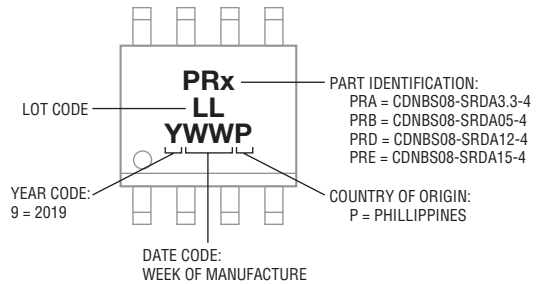 PRx
LL
YWWP
LOT CODE
PART IDENTIFICATION:
PRA = CDNBS08-SRDA3.3-4
PRB = CDNBS08-SRDA05-4
PRD = CDNBS08-SRDA12-4
PRE = CDNBS08-SRDA15-4
YEAR CODE:
9 = 2019
COUNTRY OF ORIGIN:
P = PHILLIPPINES
DATE CODE:
WEEK OF MANUFACTURE